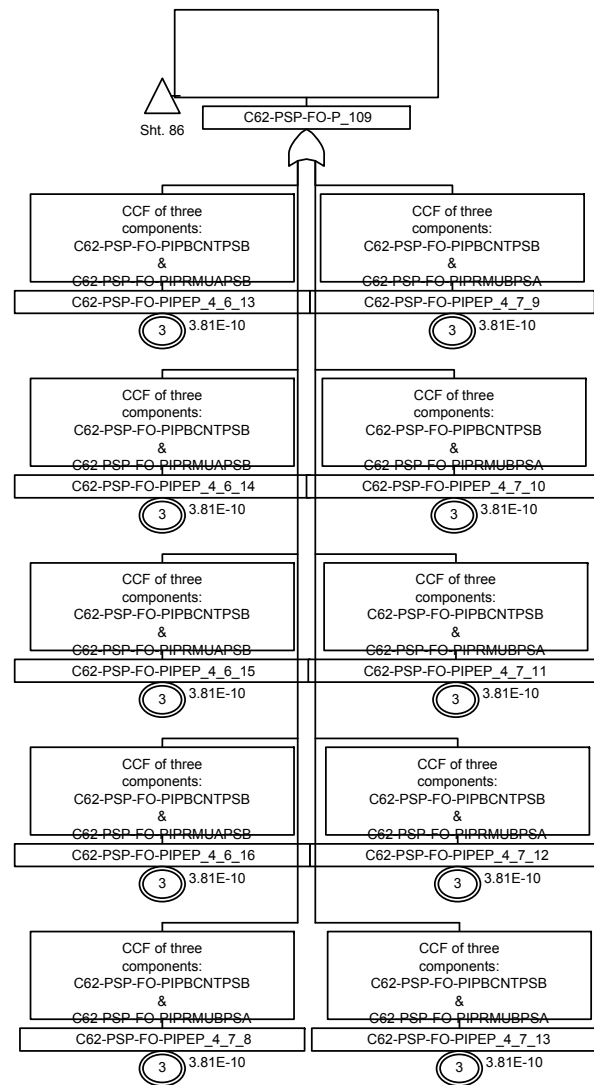 C62-PSP-FO-P_109
Sht. 86
CCF of three
components:
C62-PSP-FO-PIPBCNTPSB
&
C62-PSP-FO-PIPRMUAPSB
C62-PSP-FO-PIPEP_4_6_13
3
3.81E-10
CCF of three
components:
C62-PSP-FO-PIPBCNTPSB
&
C62-PSP-FO-PIPRMUBPSA
C62-PSP-FO-PIPEP_4_7_9
3
3.81E-10
CCF of three
components:
C62-PSP-FO-PIPBCNTPSB
&
C62-PSP-FO-PIPRMUAPSB
C62-PSP-FO-PIPEP_4_6_14
3
3.81E-10
CCF of three
components:
C62-PSP-FO-PIPBCNTPSB
&
C62-PSP-FO-PIPRMUBPSA
C62-PSP-FO-PIPEP_4_7_10
3
3.81E-10
CCF of three
components:
C62-PSP-FO-PIPBCNTPSB
&
C62-PSP-FO-PIPRMUAPSB
C62-PSP-FO-PIPEP_4_6_15
3
3.81E-10
CCF of three
components:
C62-PSP-FO-PIPBCNTPSB
&
C62-PSP-FO-PIPRMUBPSA
C62-PSP-FO-PIPEP_4_7_11
3
3.81E-10
CCF of three
components:
C62-PSP-FO-PIPBCNTPSB
&
C62-PSP-FO-PIPRMUAPSB
C62-PSP-FO-PIPEP_4_6_16
3
3.81E-10
CCF of three
components:
C62-PSP-FO-PIPBCNTPSB
&
C62-PSP-FO-PIPRMUBPSA
C62-PSP-FO-PIPEP_4_7_12
3
3.81E-10
CCF of three
components:
C62-PSP-FO-PIPBCNTPSB
&
C62-PSP-FO-PIPRMUBPSA
C62-PSP-FO-PIPEP_4_7_8
3
3.81E-10
CCF of three
components:
C62-PSP-FO-PIPBCNTPSB
&
C62-PSP-FO-PIPRMUBPSA
C62-PSP-FO-PIPEP_4_7_13
3
3.81E-10